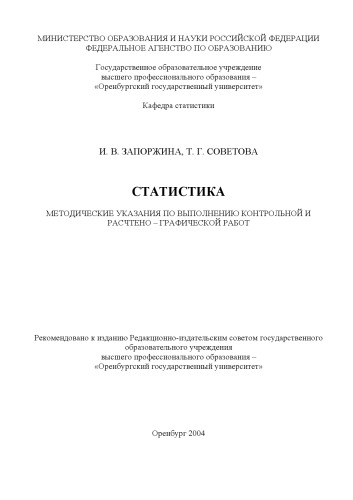 МИНИСТЕРСТВО ОБРАЗОВАНИЯ И НАУКИ РОССИЙСКОЙ ФЕДЕРАЦИИ
ФЕДЕРАЛЬНОЕ АГЕНСТВО ПО ОБРАЗОВАНИЮ
Государственное образовательное учреждение
высшего профессионального образования –
«Оренбургский государственный университет»
Кафедра статистики
И. В. ЗАПОРЖИНА, Т. Г. СОВЕТОВА
СТАТИСТИКА
МЕТОДИЧЕСКИЕ УКАЗАНИЯ ПО ВЫПОЛНЕНИЮ КОНТРОЛЬНОЙ И
РАСЧТЕНО – ГРАФИЧЕСКОЙ РАБОТ
Рекомендовано к изданию Редакционно-издательским советом государственного
образовательного учреждения
высшего профессионального образования –
«Оренбургский государственный университет»
Оренбург 2004